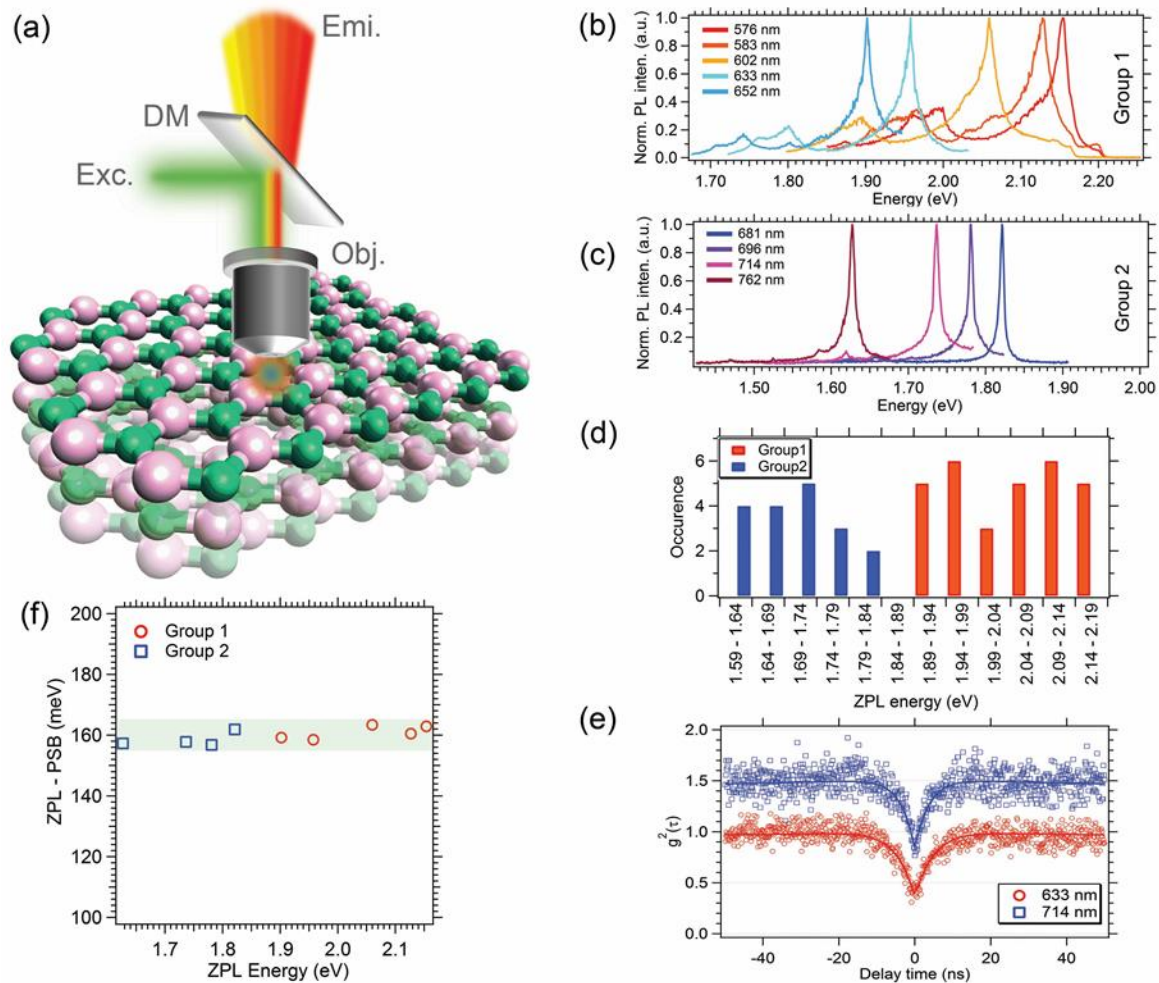 (a)
Emi.
DM
Exc.
Obj.
(b)
Norm. PL inten. (a.u.)
1.0
0.8
0.6
0.4
0.2
0.0
576 nm
583 nm
602 nm
633 nm
652 nm
Group 1
1.70 1.80 1.90 2.00 2.10 2.20
Energy (eV)
(c)
Norm. PL inten. (a.u.)
1.0
0.8
0.6
0.4
0.2
681 nm
696 nm
714 nm
762 nm
Group 2
1.50 1.60 1.70 1.80 1.90 2.00
Energy (eV)
(d)
Occurence
6
4
2
0
Group1
Group2
1.59 - 1.64
1.64 - 1.69
1.69 - 1.74
1.74 - 1.79
1.79 - 1.84
1.84 - 1.89
1.89 - 1.94
1.94 - 1.99
1.99 - 2.04
2.04 - 2.09
2.09 - 2.14
2.14 - 2.19
ZPL energy (eV)
(f)
ZPL - PSB (meV)
200
180
160
140
120
100
Group 1
Group 2
1.7 1.8 1.9 2.0 2.1
ZPL Energy (eV)
(e)
g²(τ)
2.0
1.5
1.0
0.5
0.0
633 nm
714 nm
-40 -20 0 20 40
Delay time (ns)